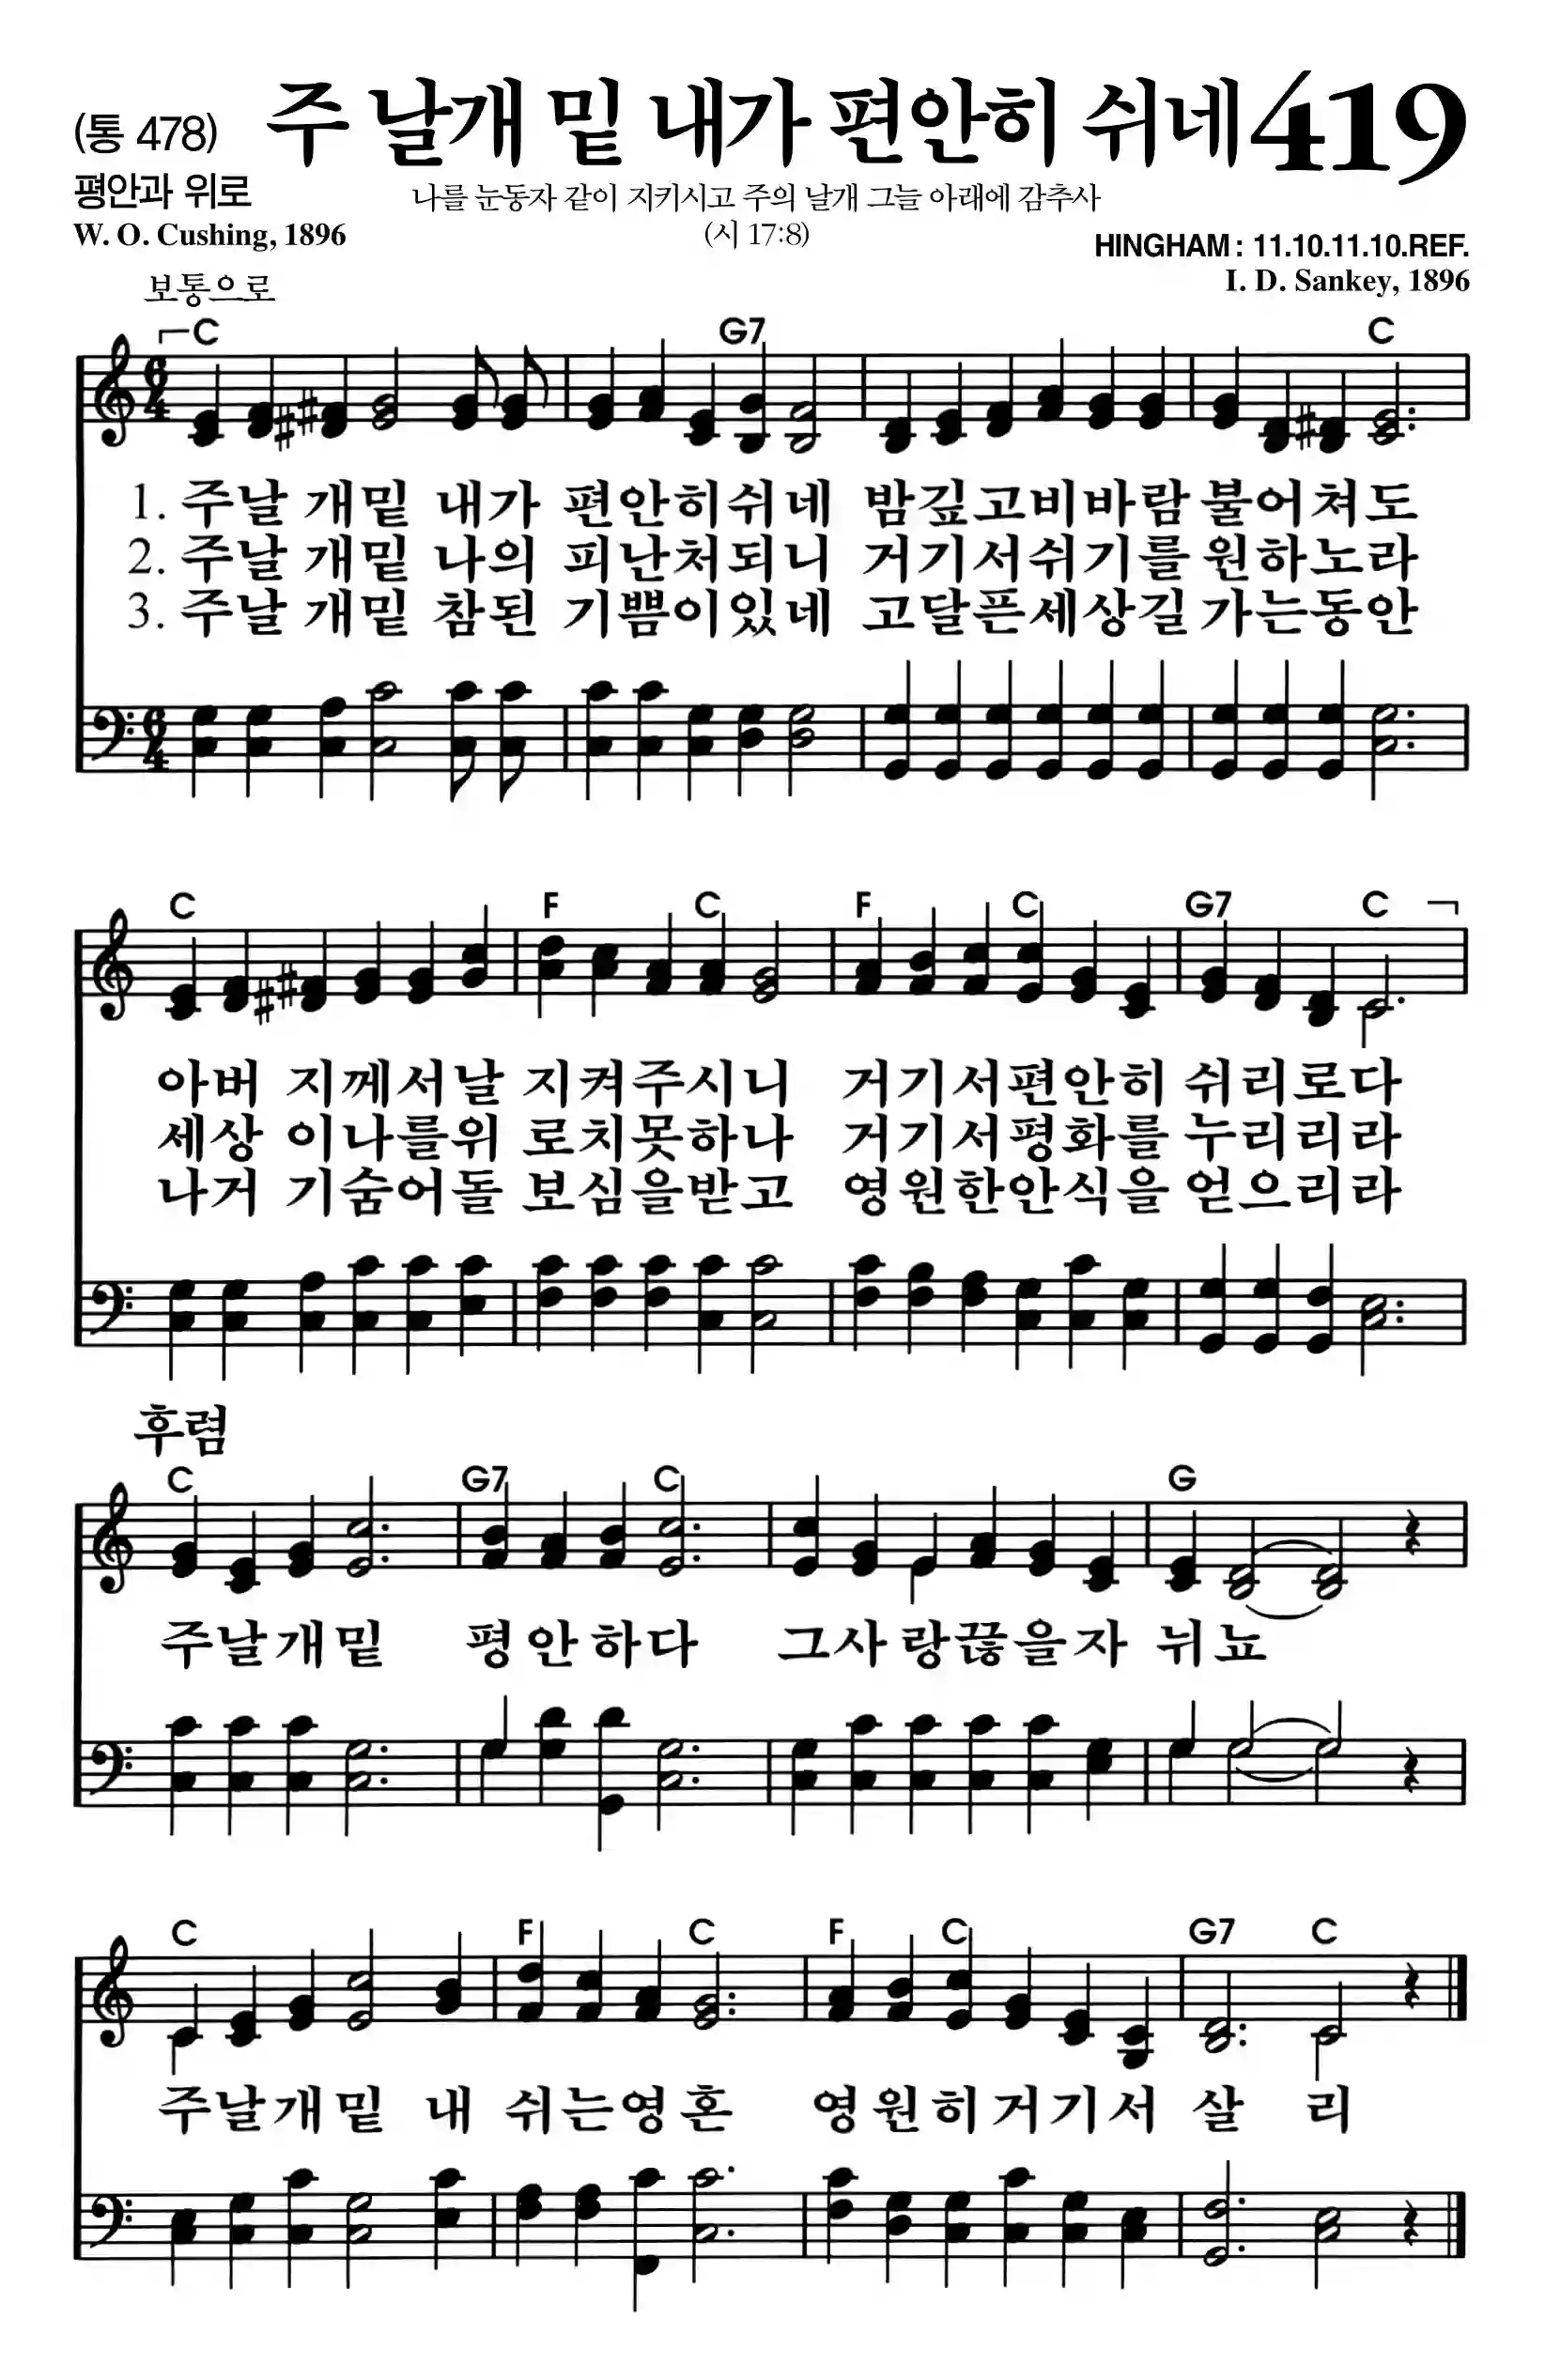 (통 478) 주 날개 밑 내가 편안히 쉬네 419
평안과 위로
나를 눈동자 같이 지키시고 주의 날개 그늘 아래에 감추사
W. O. Cushing, 1896
(시 17:8)
HINGHAM : 11.10.11.10.REF.
I. D. Sankey, 1896
보통으로
C G7 C
1. 주날 개밑 내가 편안히쉬네 밤깊고비바람불어쳐도
2. 주날 개밑 나의 피난처되니 거기서쉬기를원하노라
3. 주날 개밑 참된 기쁨이있네 고달픈세상길가는동안
C F C F C G7 C
아버 지께서날 지켜주시니 거기서편안히 쉬리로다
세상 이나를위 로치못하나 거기서평화를 누리리라
나거 기숨어돌 보심을받고 영원한안식을 얻으리라
후렴
C G7 C G
주날개밑 평안하다 그사랑끊을자 뉘뇨
C F C F C G7 C
주날개밑 내 쉬는영혼 영원히거기서 살 리